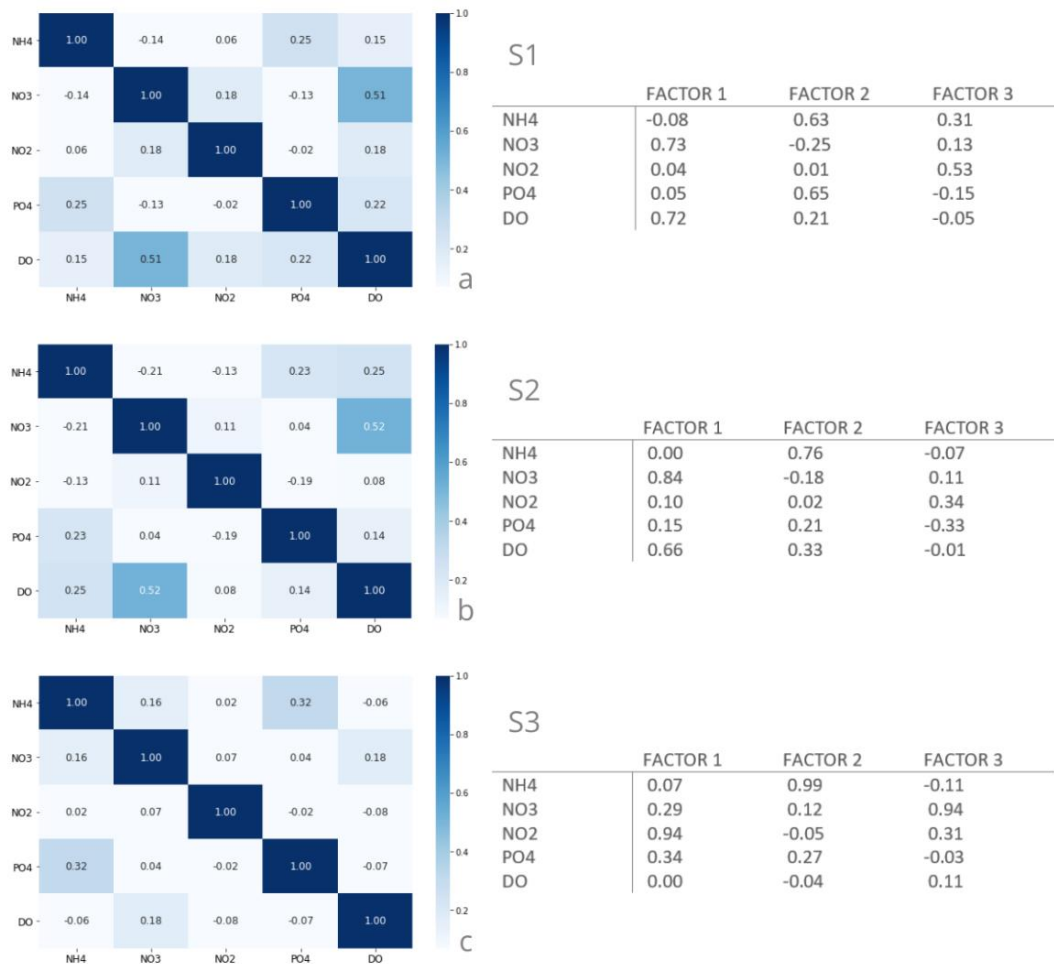 1.0
NH4 1.00 -0.14 0.06 0.25 0.15
0.8
NO3 -0.14 1.00 0.18 -0.13 0.51
0.6
NO2 0.06 0.18 1.00 -0.02 0.18
0.4
PO4 0.25 -0.13 -0.02 1.00 0.22
0.2
DO 0.15 0.51 0.18 0.22 1.00
a
NH4 NO3 NO2 PO4 DO
S1
FACTOR 1 FACTOR 2 FACTOR 3
NH4 -0.08 0.63 0.31
NO3 0.73 -0.25 0.13
NO2 0.04 0.01 0.53
PO4 0.05 0.65 -0.15
DO 0.72 0.21 -0.05
1.0
NH4 1.00 -0.21 -0.13 0.23 0.25
0.8
NO3 -0.21 1.00 0.11 0.04 0.52
0.6
NO2 -0.13 0.11 1.00 -0.19 0.08
0.4
PO4 0.23 0.04 -0.19 1.00 0.14
0.2
DO 0.25 0.52 0.08 0.14 1.00
b
NH4 NO3 NO2 PO4 DO
S2
FACTOR 1 FACTOR 2 FACTOR 3
NH4 0.00 0.76 -0.07
NO3 0.84 -0.18 0.11
NO2 0.10 0.02 0.34
PO4 0.15 0.21 -0.33
DO 0.66 0.33 -0.01
1.0
NH4 1.00 0.16 0.02 0.32 -0.06
0.8
NO3 0.16 1.00 0.07 0.04 0.18
0.6
NO2 0.02 0.07 1.00 -0.02 -0.08
0.4
PO4 0.32 0.04 -0.02 1.00 -0.07
0.2
DO -0.06 0.18 -0.08 -0.07 1.00
c
NH4 NO3 NO2 PO4 DO
S3
FACTOR 1 FACTOR 2 FACTOR 3
NH4 0.07 0.99 -0.11
NO3 0.29 0.12 0.94
NO2 0.94 -0.05 0.31
PO4 0.34 0.27 -0.03
DO 0.00 -0.04 0.11